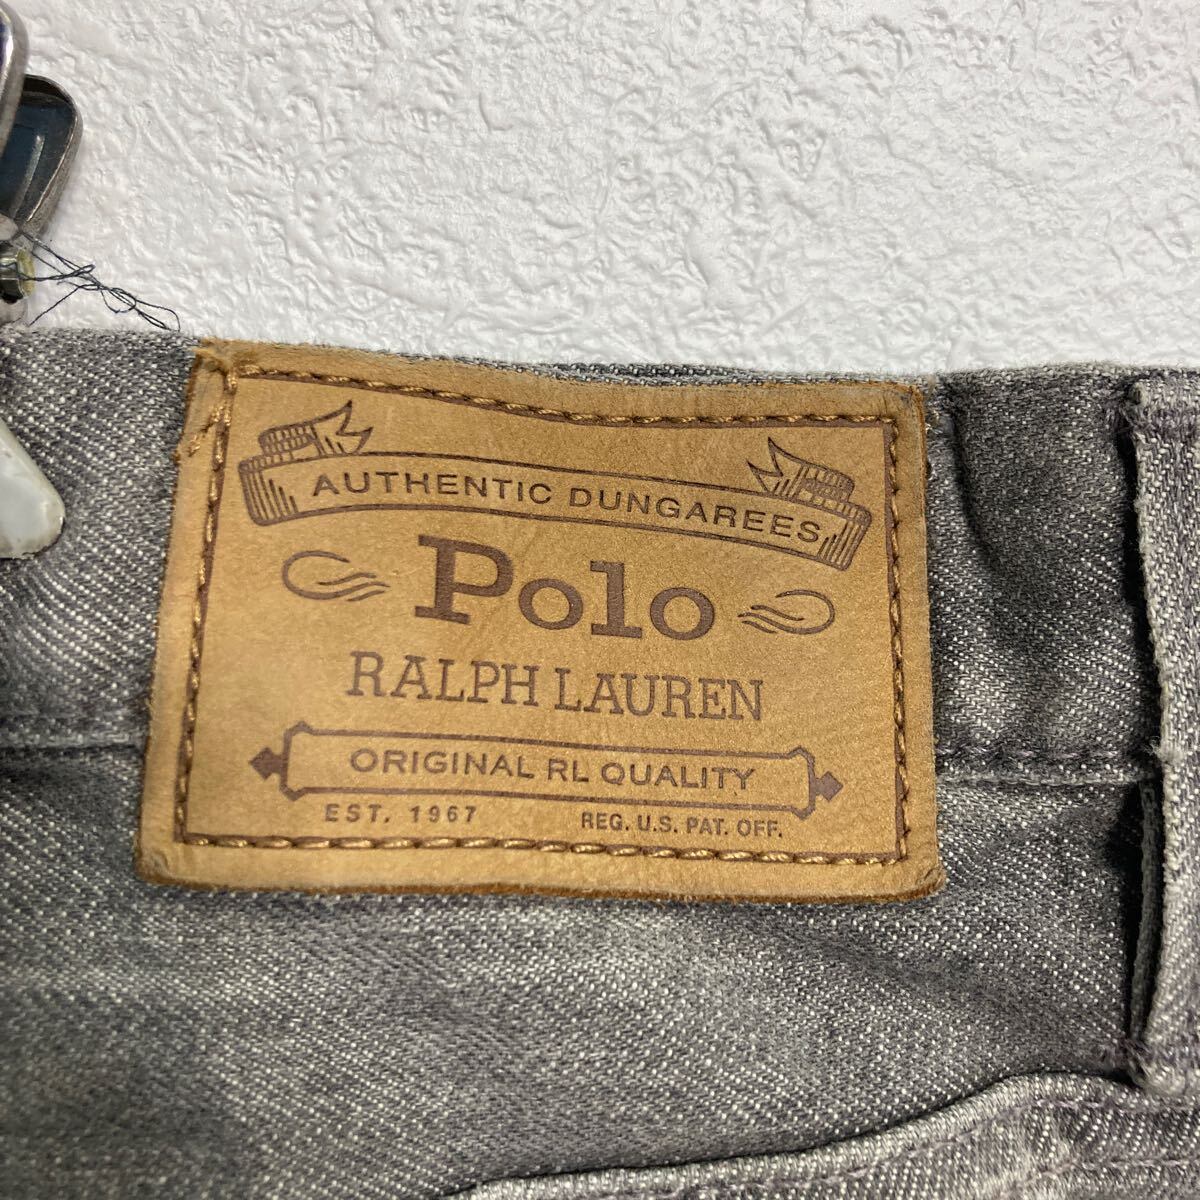 AUTHENTIC DUNGAREES
Polo
RALPH LAUREN
ORIGINAL RL QUALITY
EST. 1967 REG. U.S. PAT. OFF.